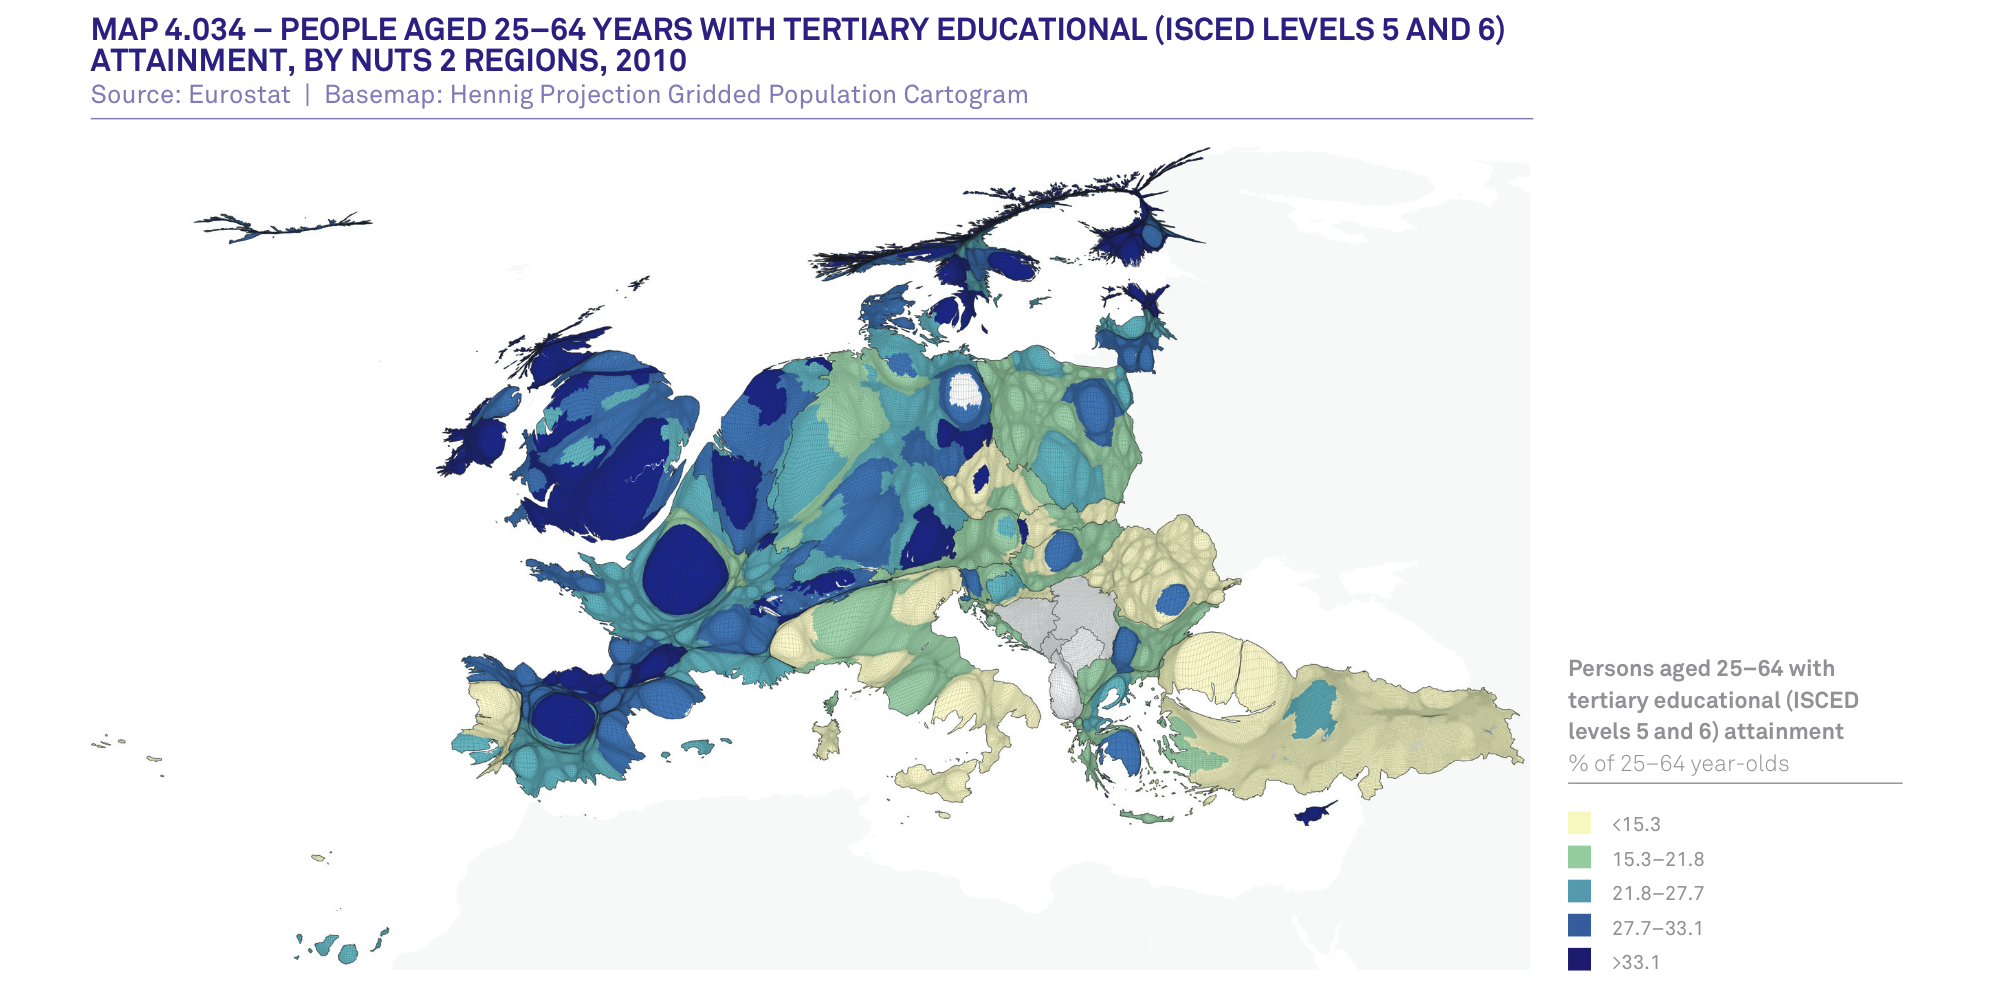 MAP 4.034 – PEOPLE AGED 25–64 YEARS WITH TERTIARY EDUCATIONAL (ISCED LEVELS 5 AND 6)
ATTAINMENT, BY NUTS 2 REGIONS, 2010
Source: Eurostat | Basemap: Hennig Projection Gridded Population Cartogram
Persons aged 25–64 with
tertiary educational (ISCED
levels 5 and 6) attainment
% of 25–64 year-olds
<15.3
15.3–21.8
21.8–27.7
27.7–33.1
>33.1